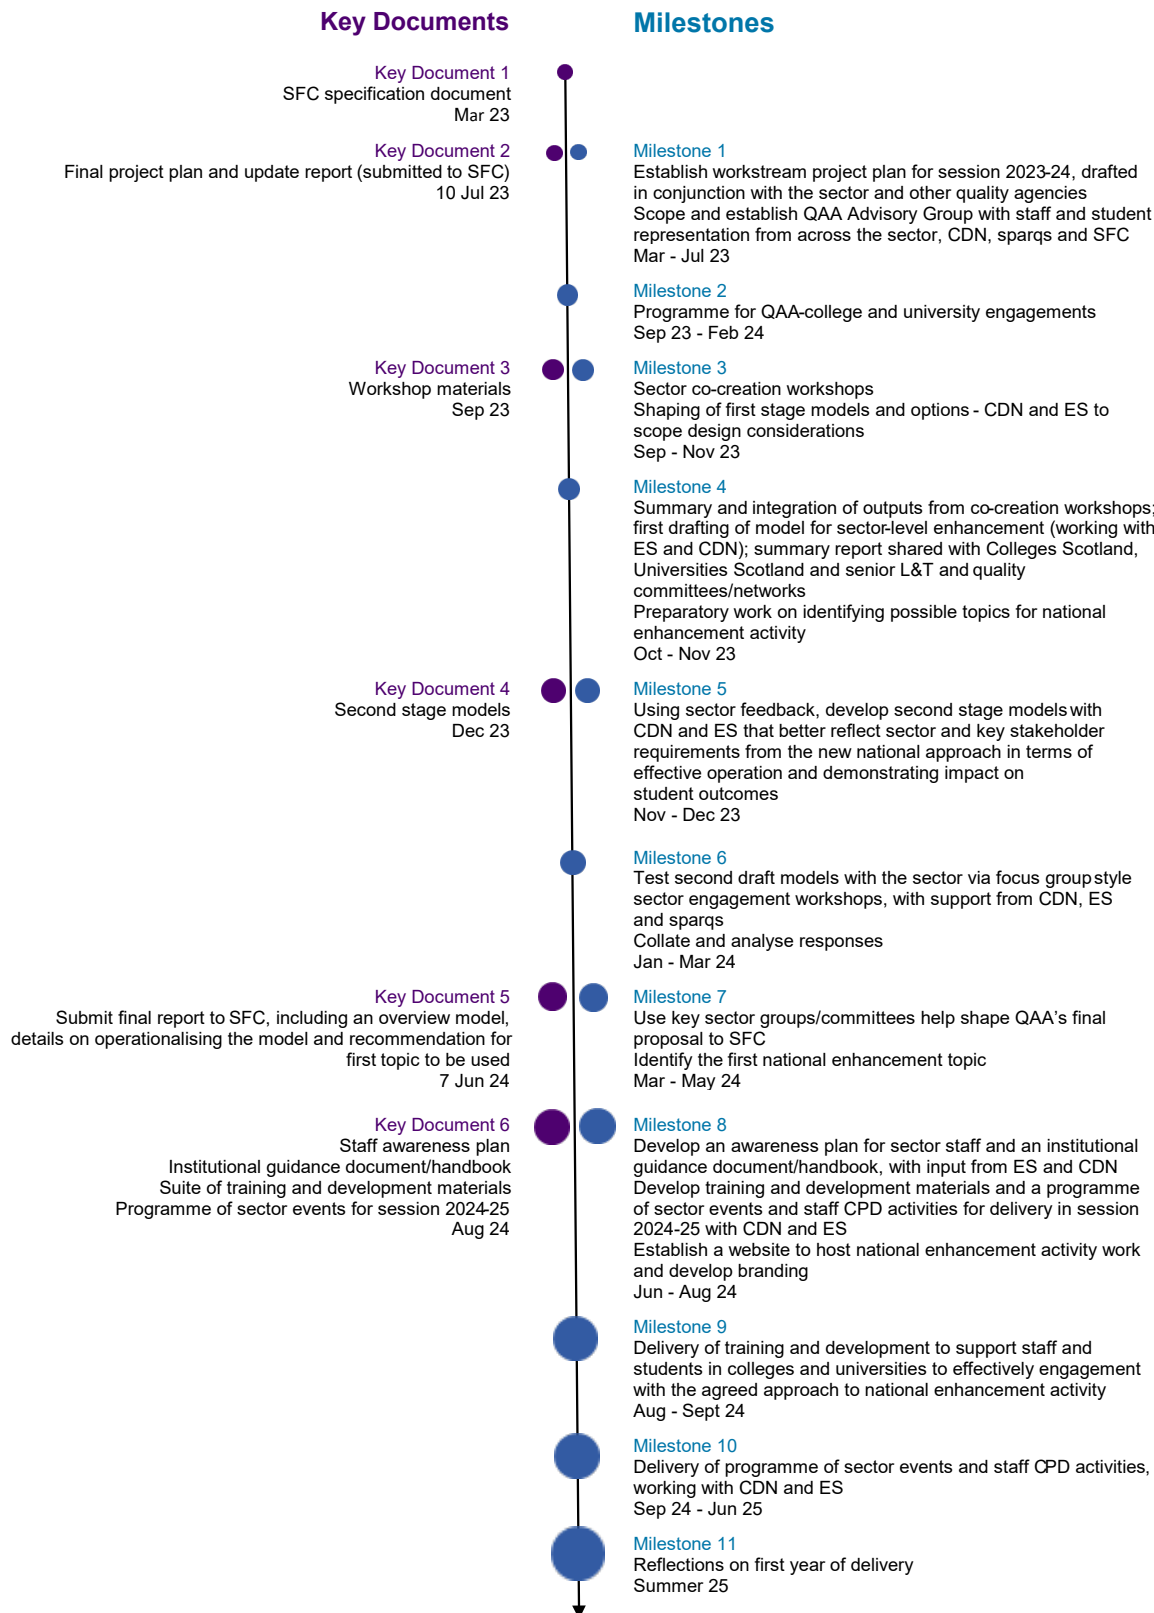 Key Documents
Milestones
Key Document 1
SFC specification document
Mar 23
Key Document 2
Final project plan and update report (submitted to SFC)
10 Jul 23
Milestone 1
Establish workstream project plan for session 2023-24, drafted
in conjunction with the sector and other quality agencies
Scope and establish QAA Advisory Group with staff and student
representation from across the sector, CDN, sparqs and SFC
Mar - Jul 23
Milestone 2
Programme for QAA-college and university engagements
Sep 23 - Feb 24
Key Document 3
Workshop materials
Sep 23
Milestone 3
Sector co-creation workshops
Shaping of first stage models and options - CDN and ES to
scope design considerations
Sep - Nov 23
Milestone 4
Summary and integration of outputs from co-creation workshops;
first drafting of model for sector-level enhancement (working with
ES and CDN); summary report shared with Colleges Scotland,
Universities Scotland and senior L&T and quality
committees/networks
Preparatory work on identifying possible topics for national
enhancement activity
Oct - Nov 23
Key Document 4
Second stage models
Dec 23
Milestone 5
Using sector feedback, develop second stage models with
CDN and ES that better reflect sector and key stakeholder
requirements from the new national approach in terms of
effective operation and demonstrating impact on
student outcomes
Nov - Dec 23
Milestone 6
Test second draft models with the sector via focus group style
sector engagement workshops, with support from CDN, ES
and sparqs
Collate and analyse responses
Jan - Mar 24
Key Document 5
Submit final report to SFC, including an overview model,
details on operationalising the model and recommendation for
first topic to be used
7 Jun 24
Milestone 7
Use key sector groups/committees help shape QAA's final
proposal to SFC
Identify the first national enhancement topic
Mar - May 24
Key Document 6
Staff awareness plan
Institutional guidance document/handbook
Suite of training and development materials
Programme of sector events for session 2024-25
Aug 24
Milestone 8
Develop an awareness plan for sector staff and an institutional
guidance document/handbook, with input from ES and CDN
Develop training and development materials and a programme
of sector events and staff CPD activities for delivery in session
2024-25 with CDN and ES
Establish a website to host national enhancement activity work
and develop branding
Jun - Aug 24
Milestone 9
Delivery of training and development to support staff and
students in colleges and universities to effectively engagement
with the agreed approach to national enhancement activity
Aug - Sept 24
Milestone 10
Delivery of programme of sector events and staff CPD activities,
working with CDN and ES
Sep 24 - Jun 25
Milestone 11
Reflections on first year of delivery
Summer 25